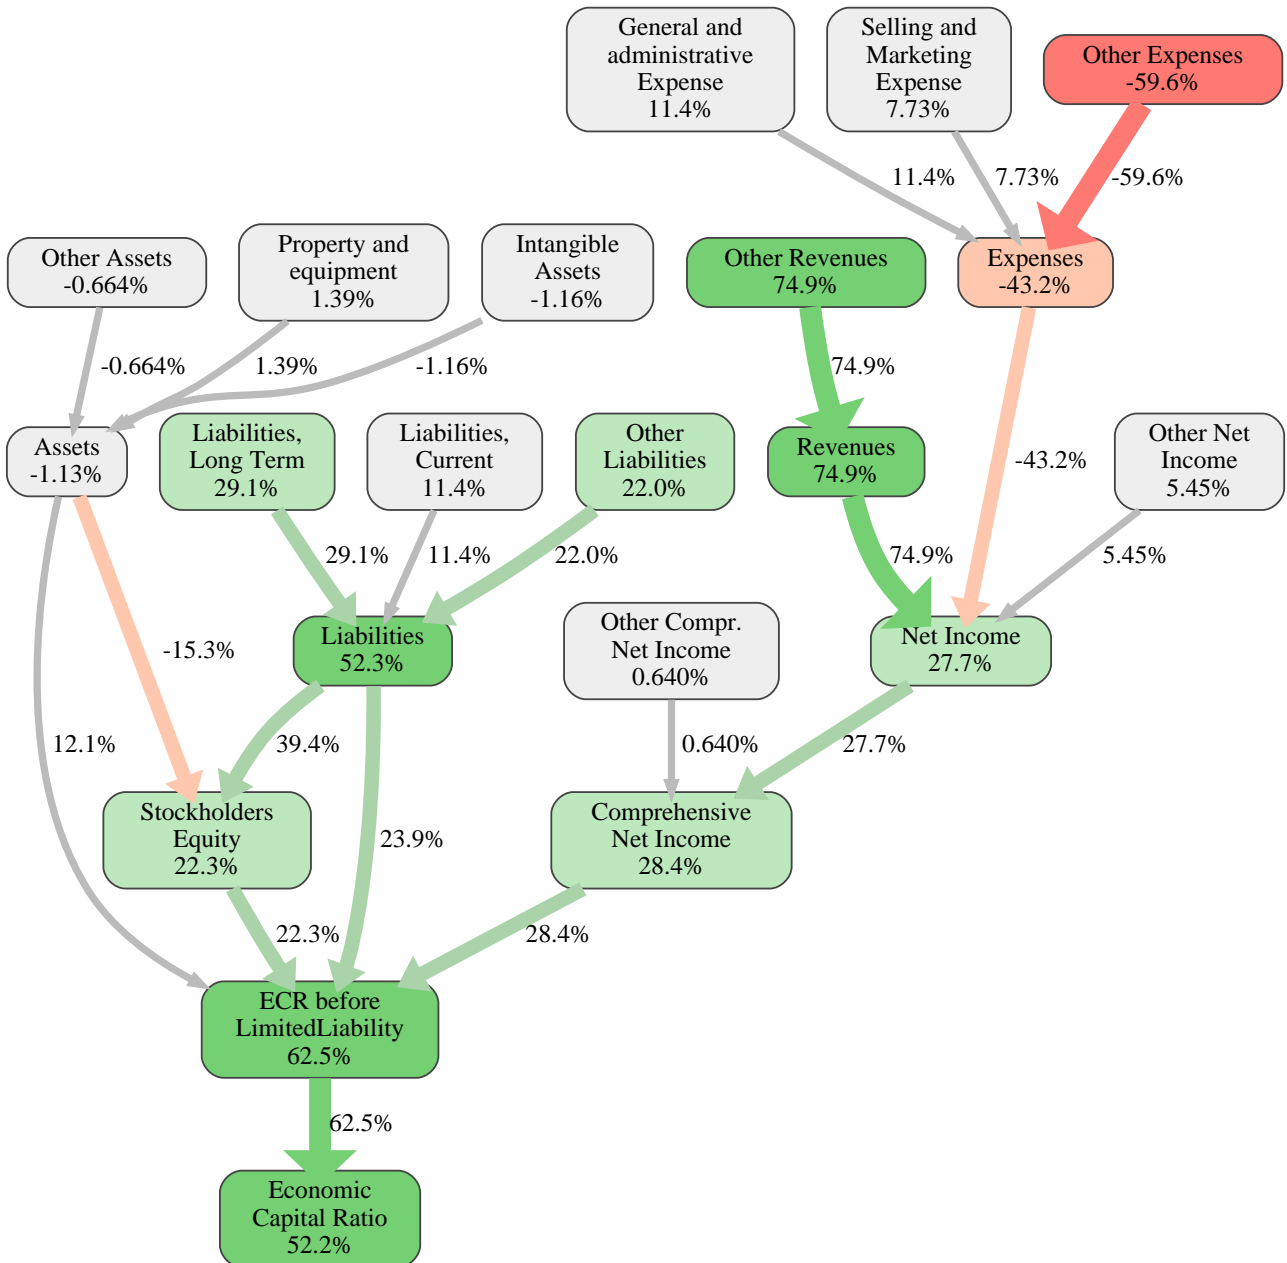 General and
administrative
Expense
11.4%
Selling and
Marketing
Expense
7.73%
Other Expenses
-59.6%
11.4%
7.73%
-59.6%
Other Assets
-0.664%
Property and
equipment
1.39%
Intangible
Assets
-1.16%
Other Revenues
74.9%
Expenses
-43.2%
-0.664%
1.39%
-1.16%
74.9%
Assets
-1.13%
Liabilities,
Long Term
29.1%
Liabilities,
Current
11.4%
Other
Liabilities
22.0%
Revenues
74.9%
-43.2%
Other Net
Income
5.45%
29.1%
11.4%
22.0%
74.9%
5.45%
-15.3%
Liabilities
52.3%
Other Compr.
Net Income
0.640%
Net Income
27.7%
12.1%
39.4%
0.640%
27.7%
Stockholders
Equity
22.3%
23.9%
Comprehensive
Net Income
28.4%
22.3%
28.4%
ECR before
LimitedLiability
62.5%
62.5%
Economic
Capital Ratio
52.2%